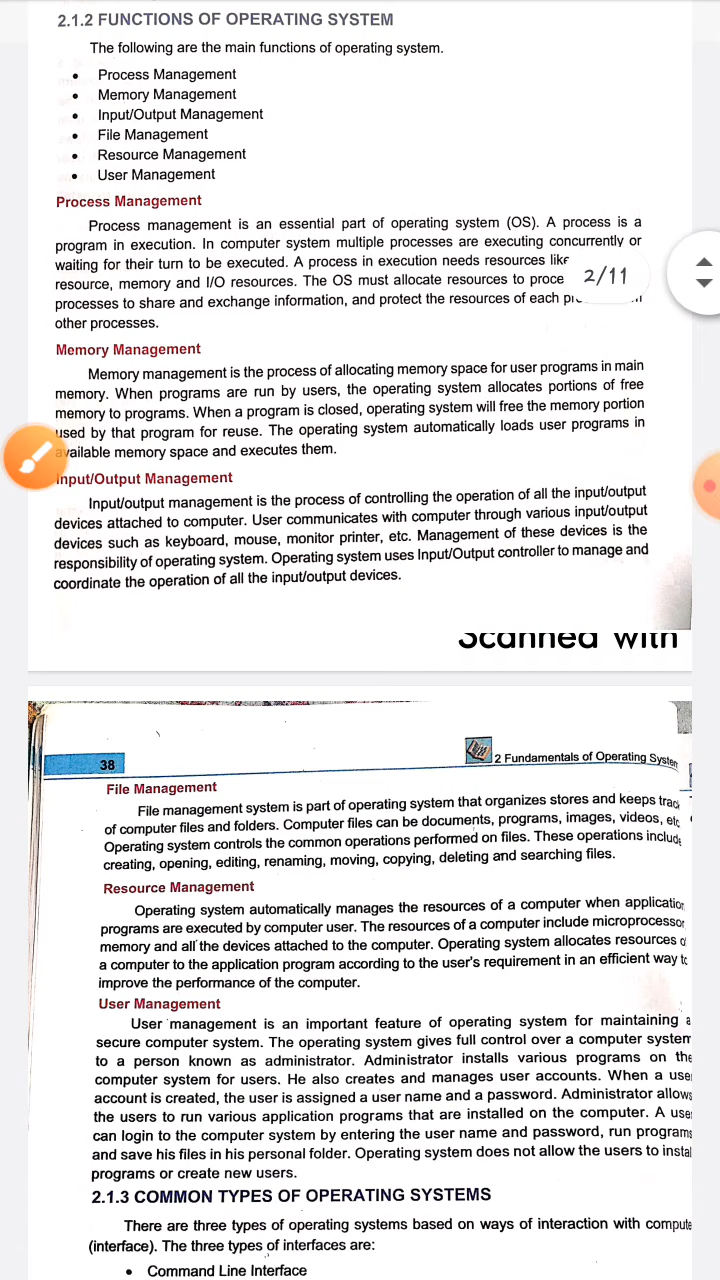 2.1.2 FUNCTIONS OF OPERATING SYSTEM
The following are the main functions of operating system.
• Process Management
• Memory Management
• Input/Output Management
• File Management
• Resource Management
• User Management
Process Management
Process management is an essential part of operating system (OS). A process is a
program in execution. In computer system multiple processes are executing concurrently or
waiting for their turn to be executed. A process in execution needs resources like
resource, memory and I/O resources. The OS must allocate resources to proce
2/11
processes to share and exchange information, and protect the resources of each
other processes.
Memory Management
Memory management is the process of allocating memory space for user programs in main
memory. When programs are run by users, the operating system allocates portions of free
memory to programs. When a program is closed, operating system will free the memory portion
used by that program for reuse. The operating system automatically loads user programs in
available memory space and executes them.
Input/Output Management
Input/output management is the process of controlling the operation of all the input/output
devices attached to computer. User communicates with computer through various input/output
devices such as keyboard, mouse, monitor printer, etc. Management of these devices is the
responsibility of operating system. Operating system uses Input/Output controller to manage and
coordinate the operation of all the input/output devices.
Scanned with
38
2 Fundamentals of Operating System
File Management
File management system is part of operating system that organizes stores and keeps track
of computer files and folders. Computer files can be documents, programs, images, videos, etc
Operating system controls the common operations performed on files. These operations include
creating, opening, editing, renaming, moving, copying, deleting and searching files.
Resource Management
Operating system automatically manages the resources of a computer when application
programs are executed by computer user. The resources of a computer include microprocessor
memory and all the devices attached to the computer. Operating system allocates resources o
a computer to the application program according to the user's requirement in an efficient way to
improve the performance of the computer.
User Management
User management is an important feature of operating system for maintaining a
secure computer system. The operating system gives full control over a computer system
to a person known as administrator. Administrator installs various programs on the
computer system for users. He also creates and manages user accounts. When a use
account is created, the user is assigned a user name and a password. Administrator allows
the users to run various application programs that are installed on the computer. A use
can login to the computer system by entering the user name and password, run programs
and save his files in his personal folder. Operating system does not allow the users to instal
programs or create new users.
2.1.3 COMMON TYPES OF OPERATING SYSTEMS
There are three types of operating systems based on ways of interaction with compute
(interface). The three types of interfaces are:
• Command Line Interface